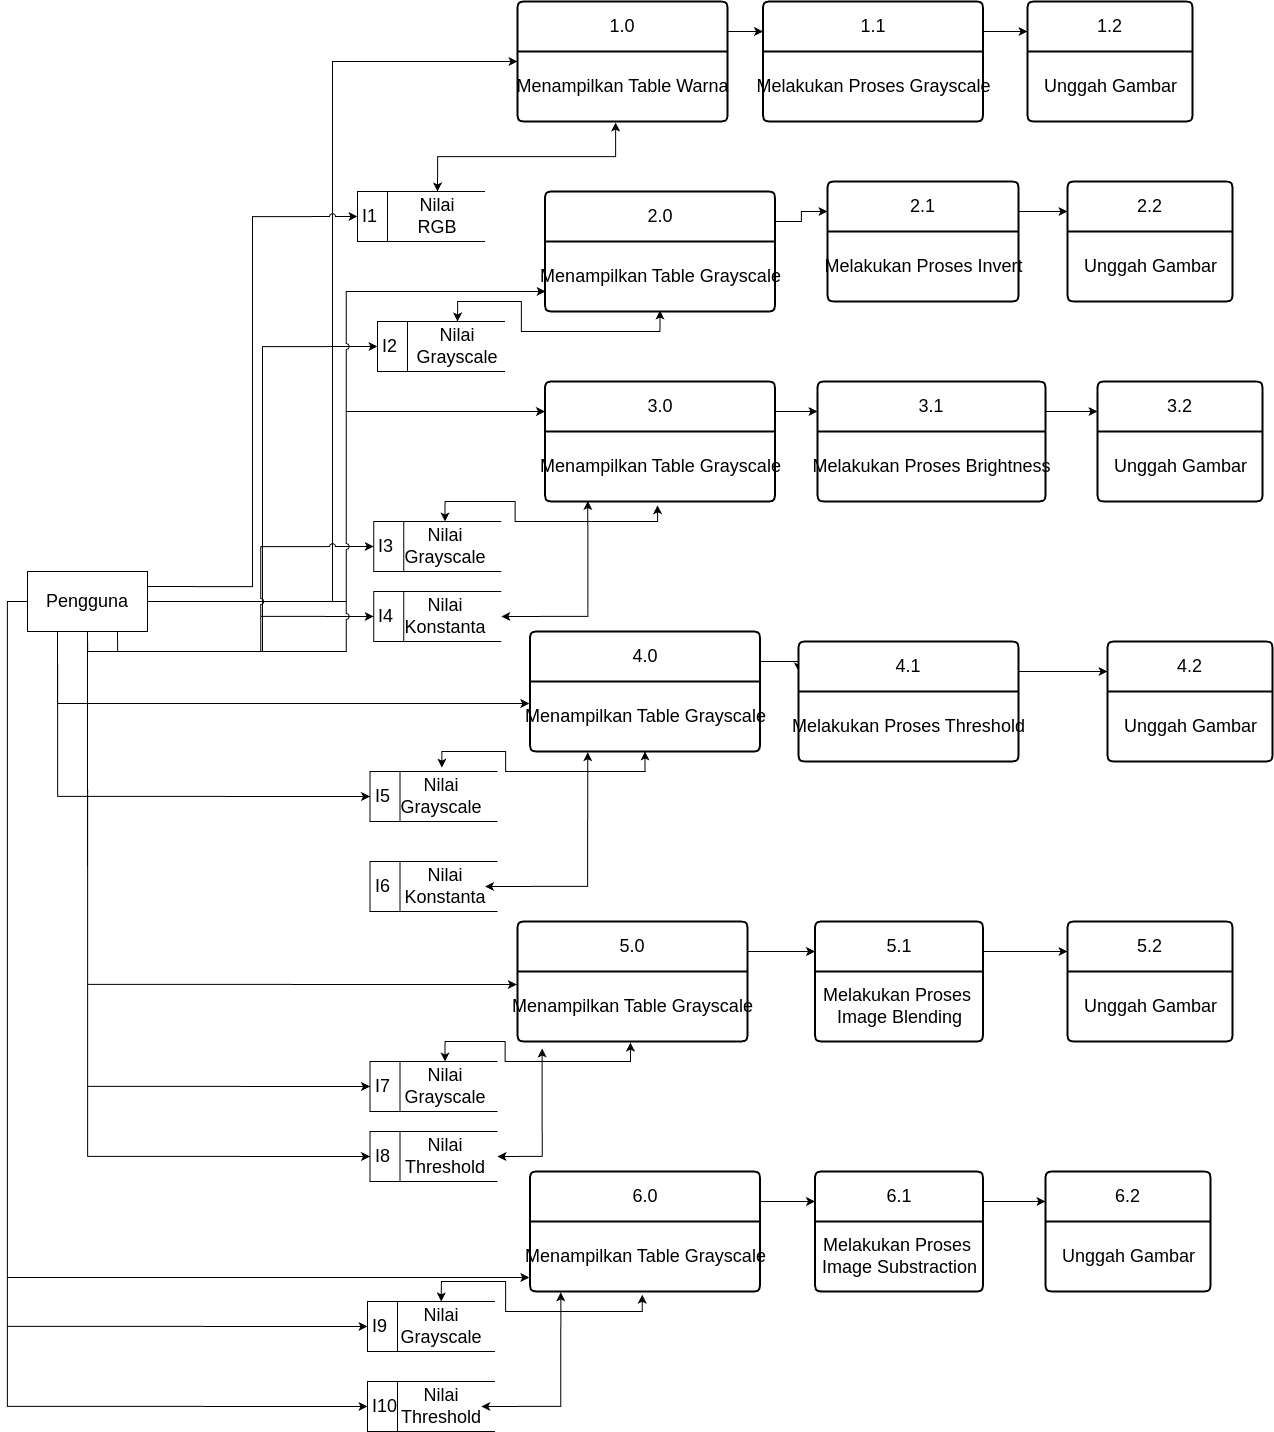 1.0
Menampilkan Table Warna
1.1
Melakukan Proses Grayscale
1.2
Unggah Gambar
I1
Nilai
RGB
2.0
Menampilkan Table Grayscale
2.1
Melakukan Proses Invert
2.2
Unggah Gambar
I2
Nilai
Grayscale
3.0
Menampilkan Table Grayscale
3.1
Melakukan Proses Brightness
3.2
Unggah Gambar
I3
Nilai
Grayscale
Pengguna
I4
Nilai
Konstanta
4.0
Menampilkan Table Grayscale
4.1
Melakukan Proses Threshold
4.2
Unggah Gambar
I5
Nilai
Grayscale
I6
Nilai
Konstanta
5.0
Menampilkan Table Grayscale
5.1
Melakukan Proses
Image Blending
5.2
Unggah Gambar
I7
Nilai
Grayscale
I8
Nilai
Threshold
6.0
Menampilkan Table Grayscale
6.1
Melakukan Proses
Image Substraction
6.2
Unggah Gambar
I9
Nilai
Grayscale
I10
Nilai
Threshold